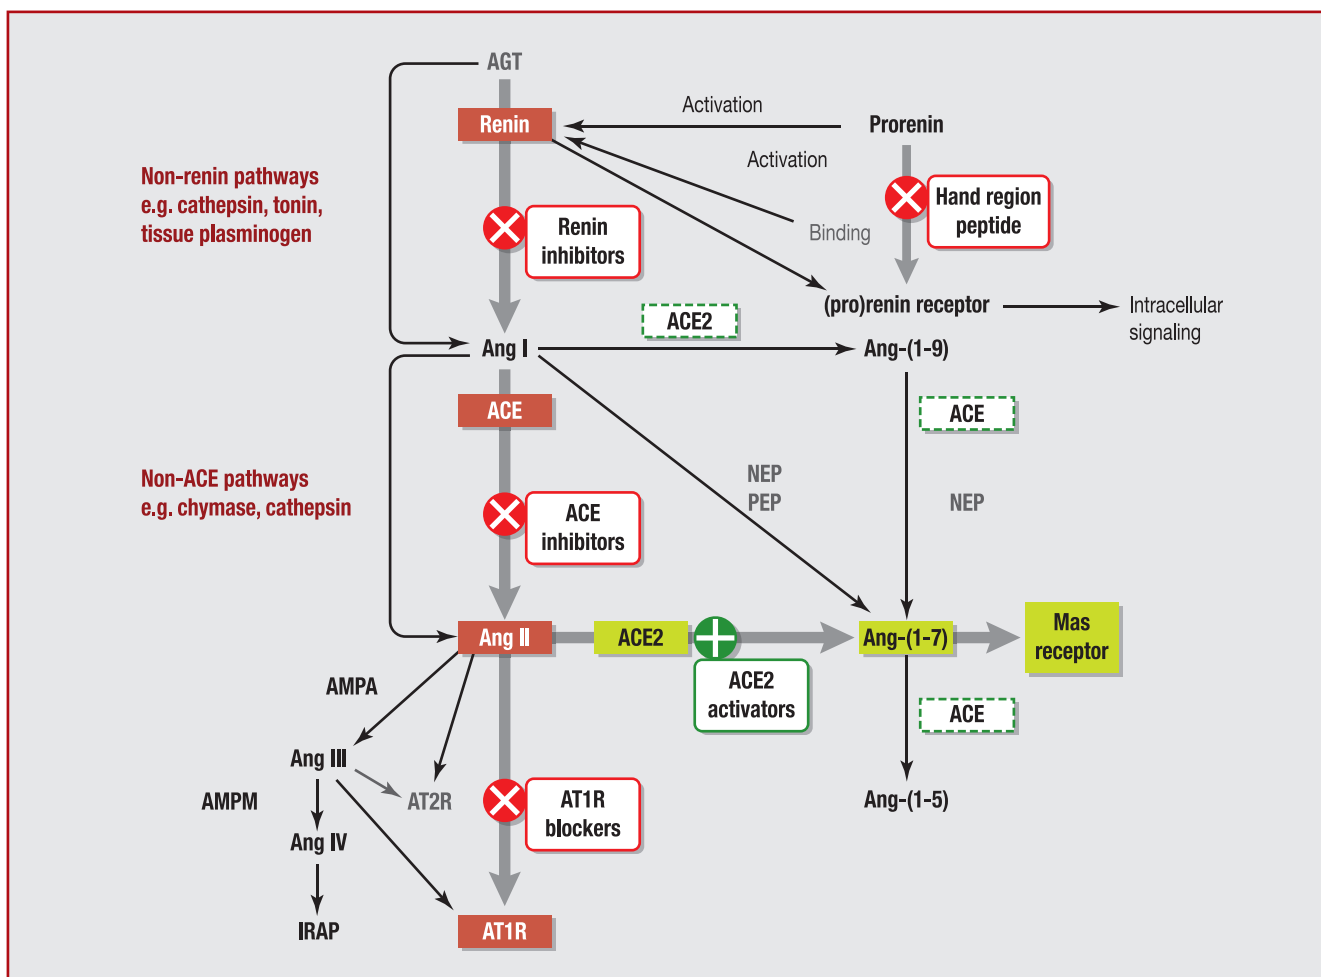 AGT
Activation
Renin
Prorenin
Activation
Non-renin pathways
e.g. cathepsin, tonin,
tissue plasminogen
Hand region
peptide
Renin
inhibitors
Binding
(pro)renin receptor
Intracellular
signaling
ACE2
Ang I
Ang-(1-9)
ACE
ACE
Non-ACE pathways
e.g. chymase, cathepsin
NEP
PEP
NEP
ACE
inhibitors
Ang II
ACE2
Ang-(1-7)
Mas
receptor
ACE2
activators
AMPA
ACE
Ang III
AT2R
AMPM
AT1R
blockers
Ang-(1-5)
Ang IV
IRAP
AT1R